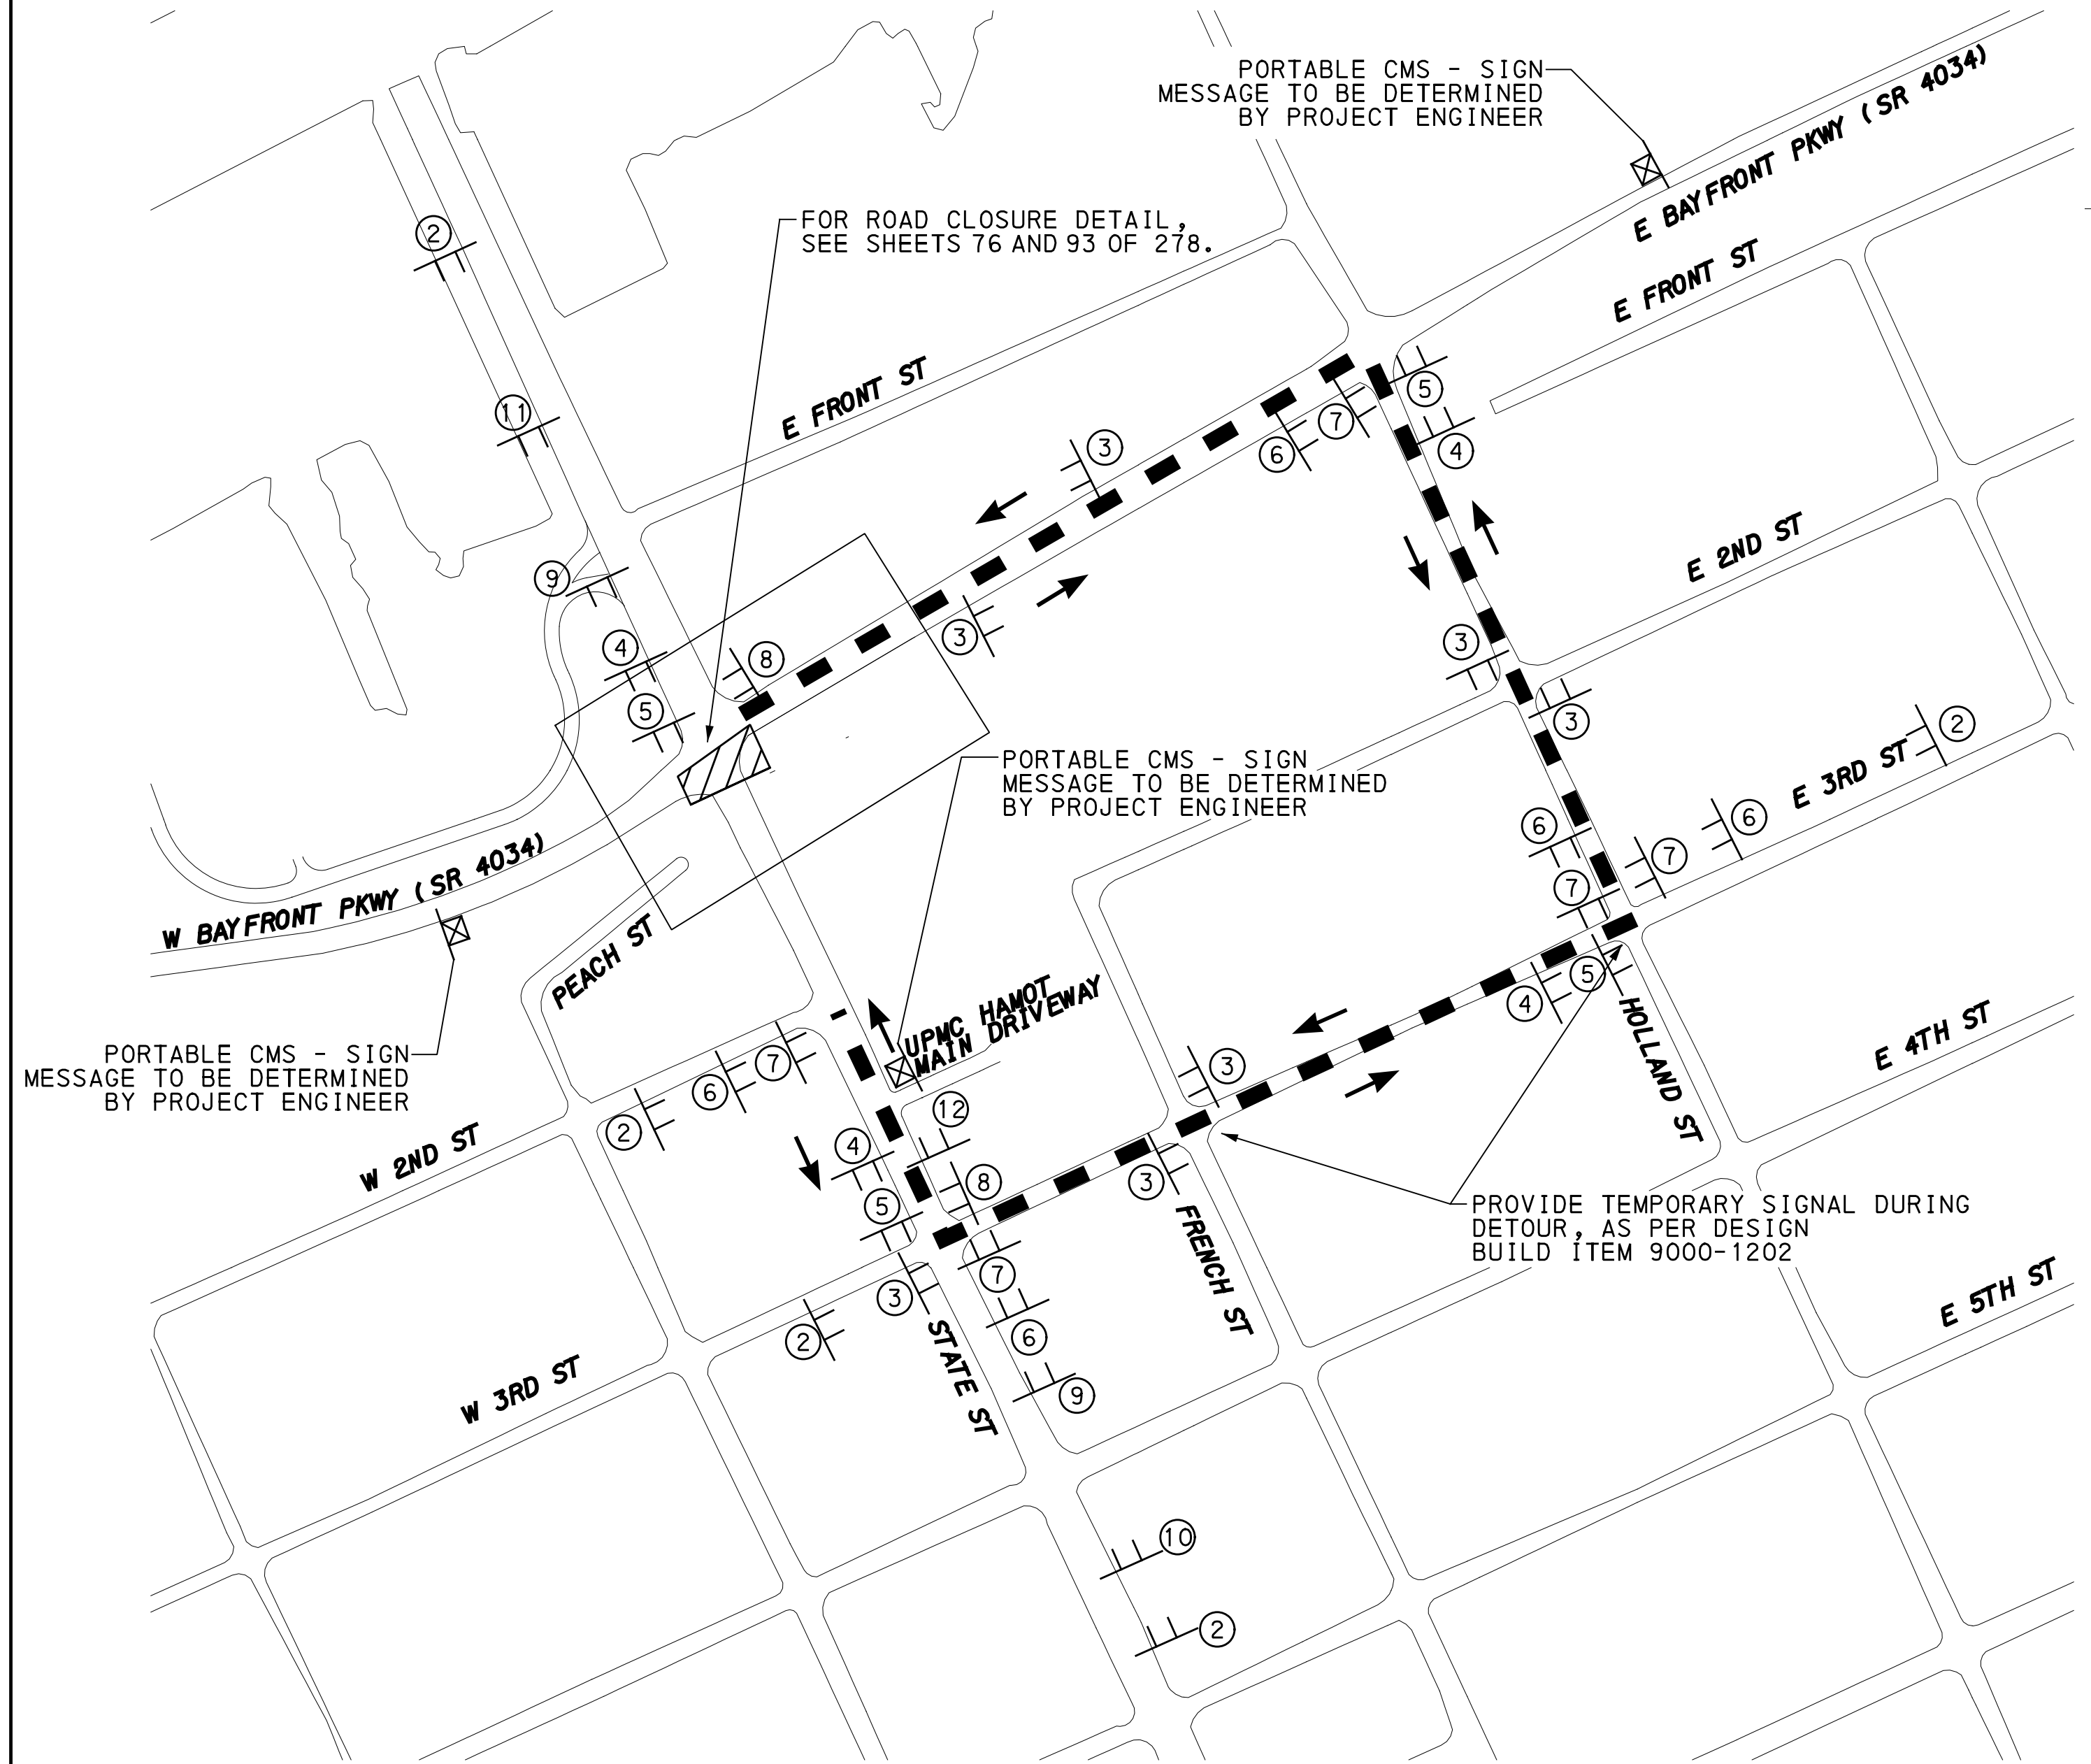 PORTABLE CMS - SIGN
MESSAGE TO BE DETERMINED
BY PROJECT ENGINEER
E BAYFRONT PKWY (SR 4034)
FOR ROAD CLOSURE DETAIL,
SEE SHEETS 76 AND 93 OF 278.
2
E FRONT ST
E FRONT ST
5
11
7
4
3
6
E 2ND ST
9
3
3
4
8
5
3
2
PORTABLE CMS - SIGN
MESSAGE TO BE DETERMINED
BY PROJECT ENGINEER
E 3RD ST
6
6
7
7
W BAYFRONT PKWY (SR 4034)
PEACH ST
5
4
HOLLAND ST
UPMC HAMOT
MAIN DRIVEWAY
E 4TH ST
PORTABLE CMS - SIGN
MESSAGE TO BE DETERMINED
BY PROJECT ENGINEER
7
6
2
3
12
4
W 2ND ST
8
3
5
PROVIDE TEMPORARY SIGNAL DURING
DETOUR, AS PER DESIGN
BUILD ITEM 9000-1202
FRENCH ST
7
3
E 5TH ST
2
6
STATE ST
W 3RD ST
9
10
2